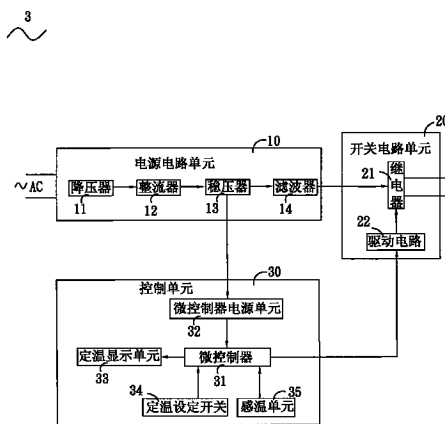 3
10
20
电源电路单元
开关电路单元
21
继电器
~AC
降压器
整流器
稳压器
滤波器
11
12
13
14
22
驱动电路
30
控制单元
微控制器电源单元
32
定温显示单元
微控制器
33
31
34
35
定温设定开关
感温单元